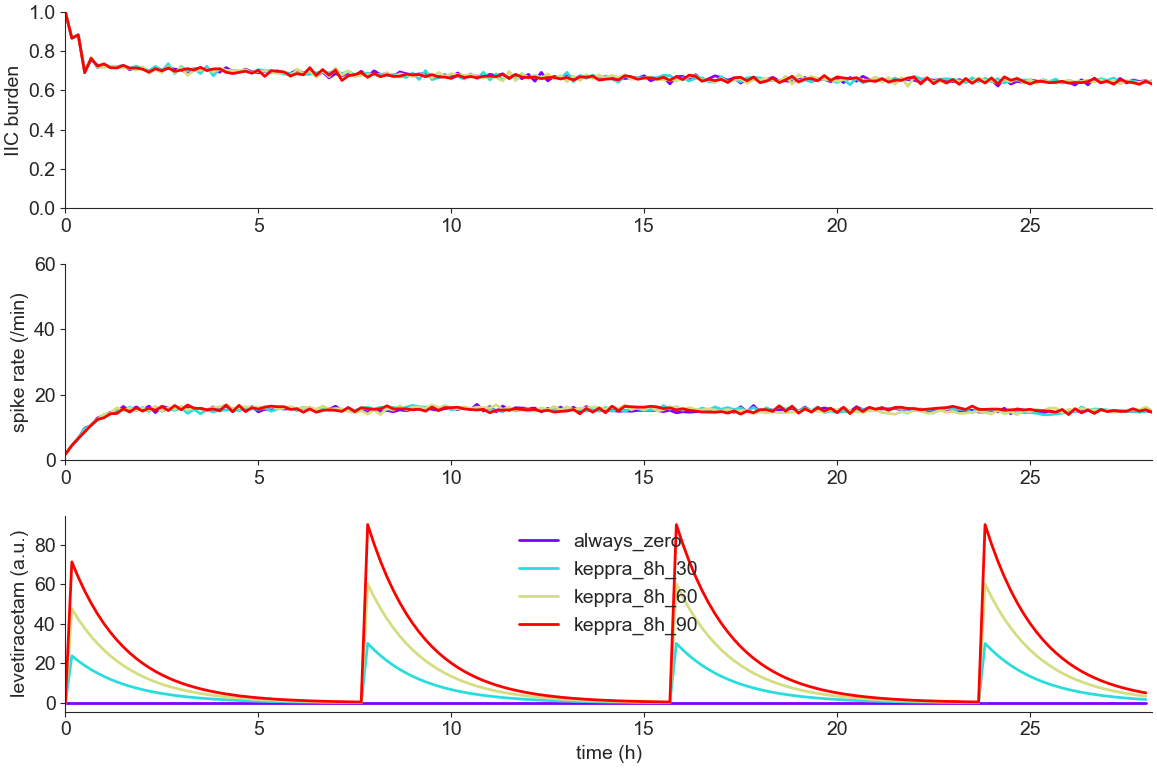 1.0
0.8
0.6
0.4
0.2
0.0
IIC burden
0 5 10 15 20 25
60
40
20
0
spike rate (/min)
0 5 10 15 20 25
80
60
40
20
0
levetiracetam (a.u.)
always_zero
keppra_8h_30
keppra_8h_60
keppra_8h_90
0 5 10 15 20 25
time (h)